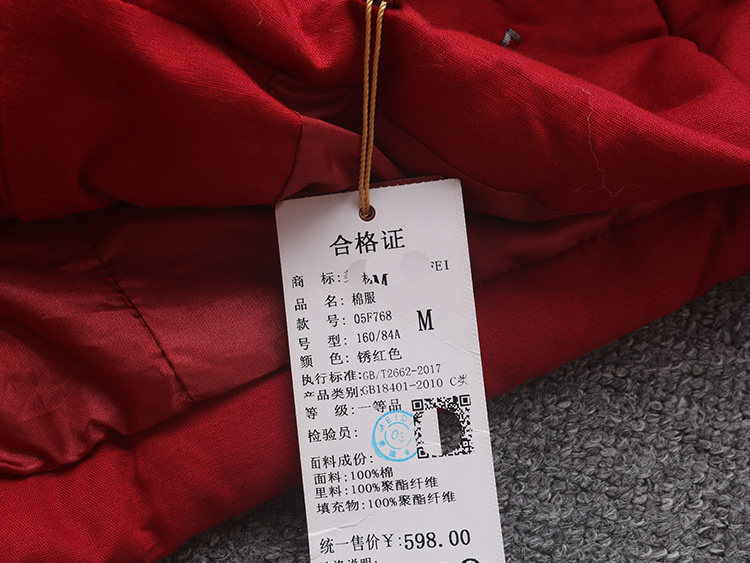 合格证
商 标: M FEI
品 名: 棉服
款 号: 05F768
号 型: 160/84A M
颜 色: 锈红色
执行标准:GB/T2662-2017
产品类别:GB18401-2010 C类
等 级:一等品
检验员: MEID 03
面料成份:
面料:100%棉
里料:100%聚酯纤维
填充物:100%聚酯纤维
统一售价¥:598.00